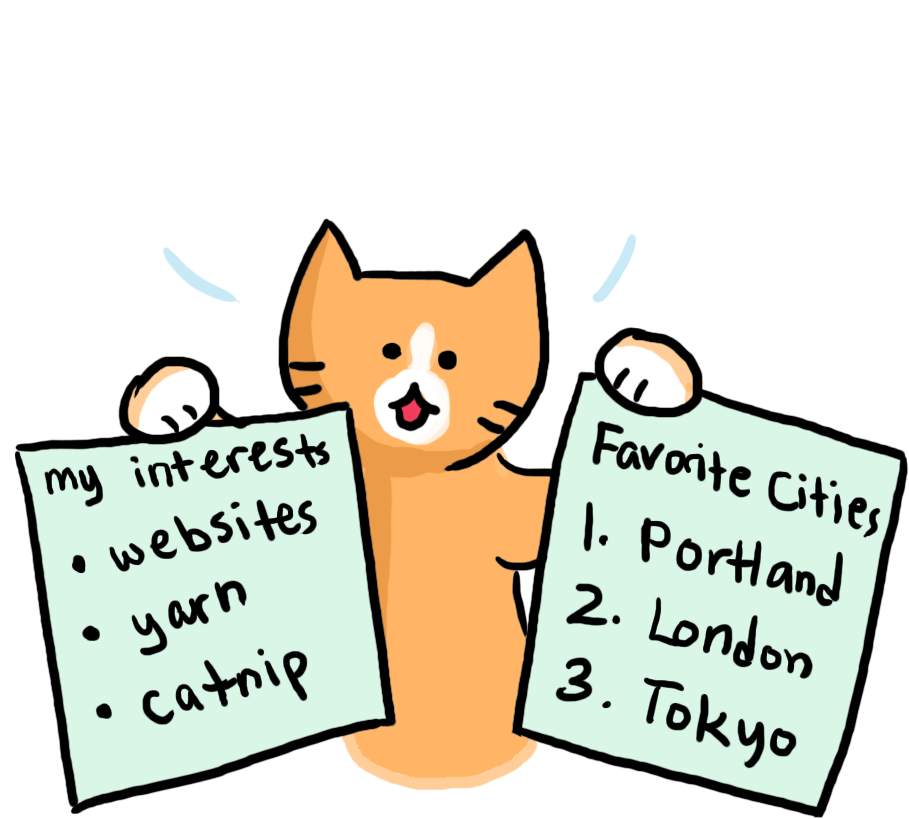 my interests
• websites
• yarn
• catnip
Favorite Cities
1. Portland
2. London
3. Tokyo